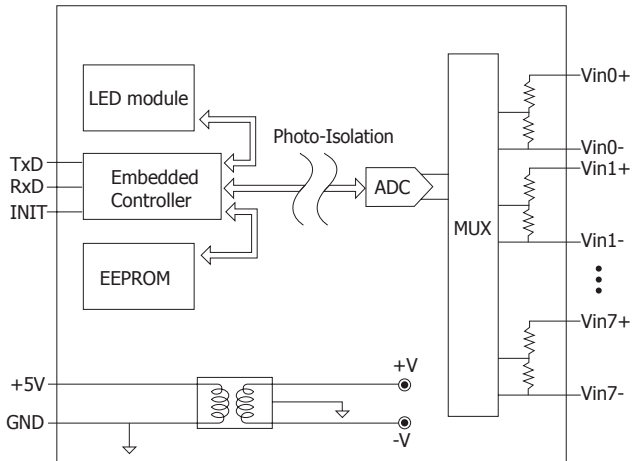 LED module
Photo-Isolation
TxD
RxD
INIT
Embedded
Controller
ADC
MUX
EEPROM
Vin0+
Vin0-
Vin1+
Vin1-
Vin7+
Vin7-
+5V
GND
+V
-V